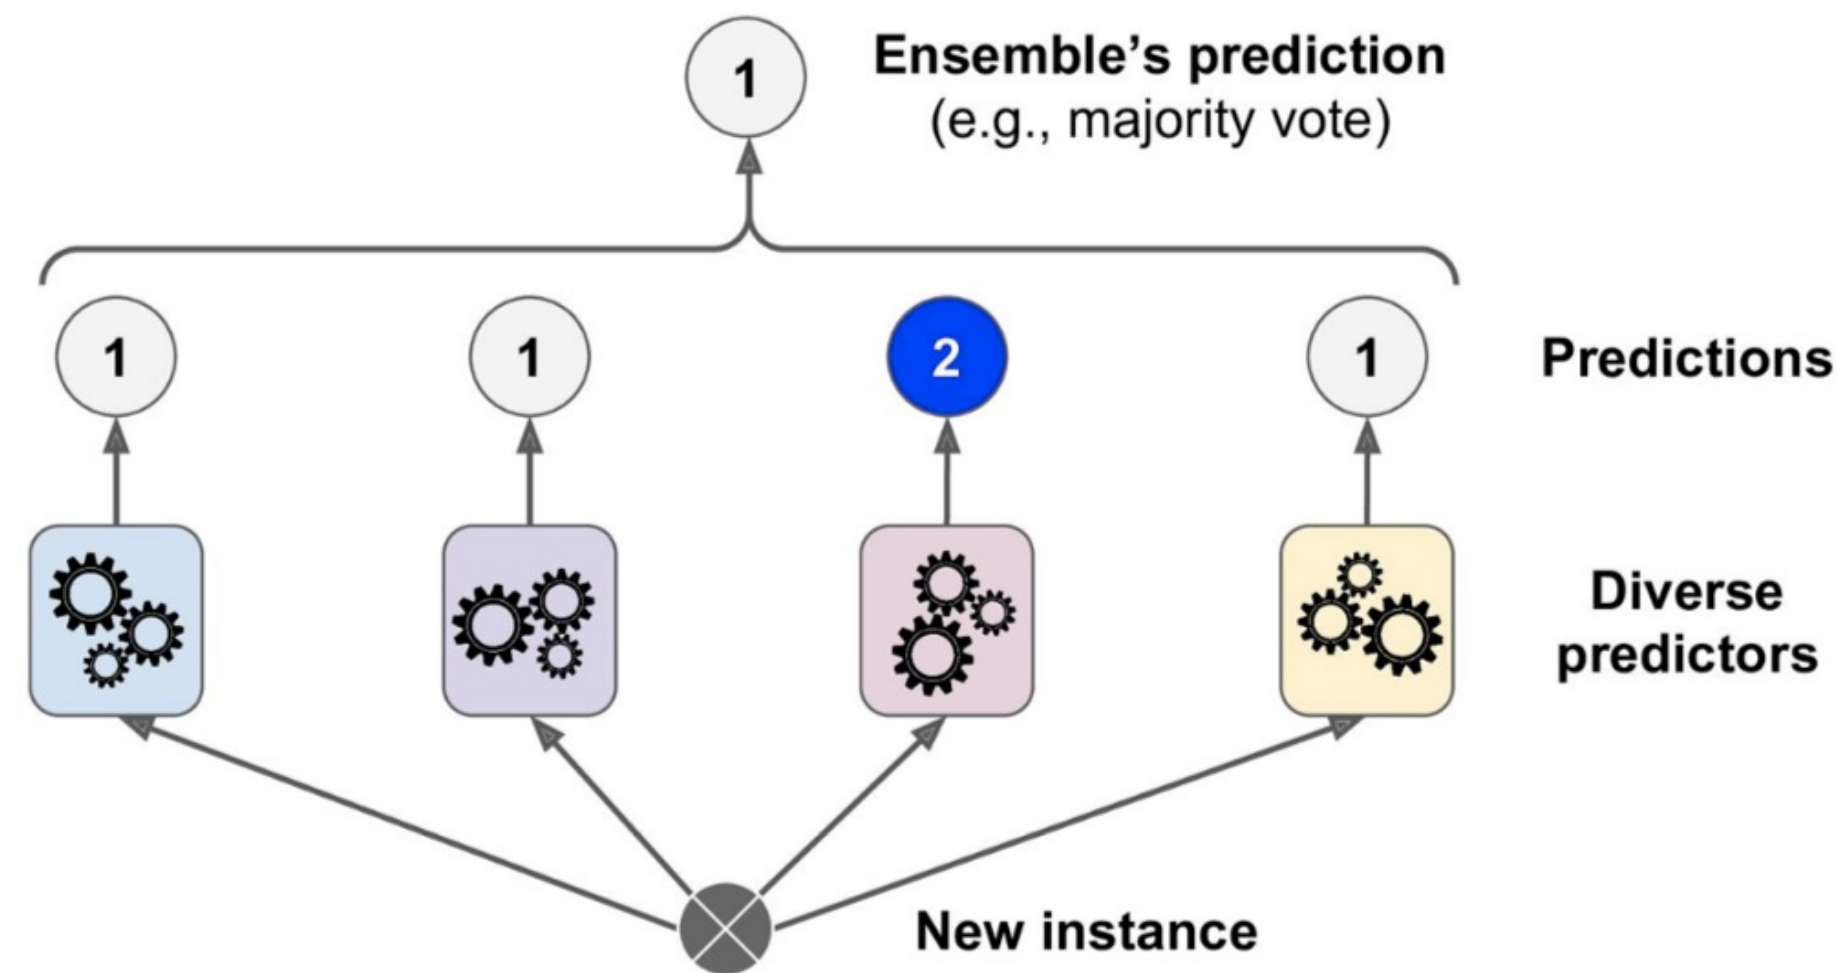 1
Ensemble’s prediction
(e.g., majority vote)
1
1
2
1
Predictions
Diverse
predictors
New instance